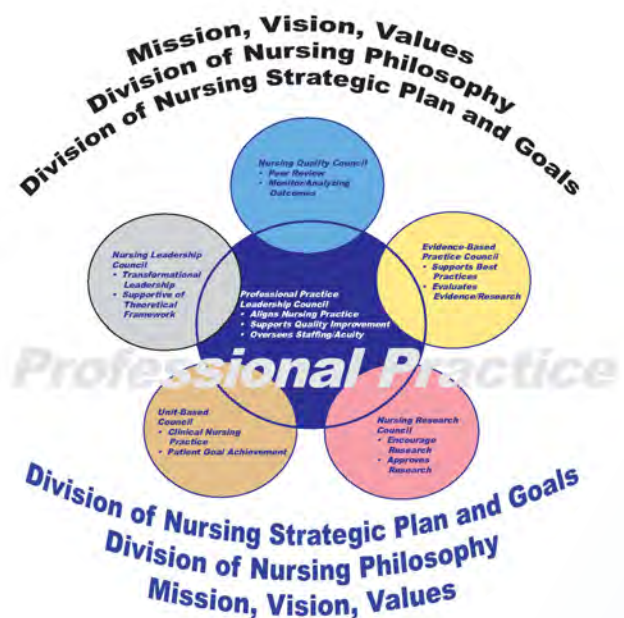 Mission, Vision, Values
Division of Nursing Philosophy
Division of Nursing Strategic Plan and Goals
Nursing Quality Council
• Peer Review
• Monitor/Analyzing
Outcomes
Nursing Leadership
Council
• Transformational
Leadership
• Supportive of
Theoretical
Framework
Evidence-Based
Practice Council
• Supports Best
Practices
• Evaluates
Evidence/Research
Professional Practice
Leadership Council
• Aligns Nursing Practice
• Supports Quality Improvement
• Oversees Staffing/Acuity
Professional Practice
Unit-Based
Council
• Clinical Nursing
Practice
• Patient Goal Achievement
Nursing Research
Council
• Encourage
Research
• Approves
Research
Division of Nursing Strategic Plan and Goals
Division of Nursing Philosophy
Mission, Vision, Values